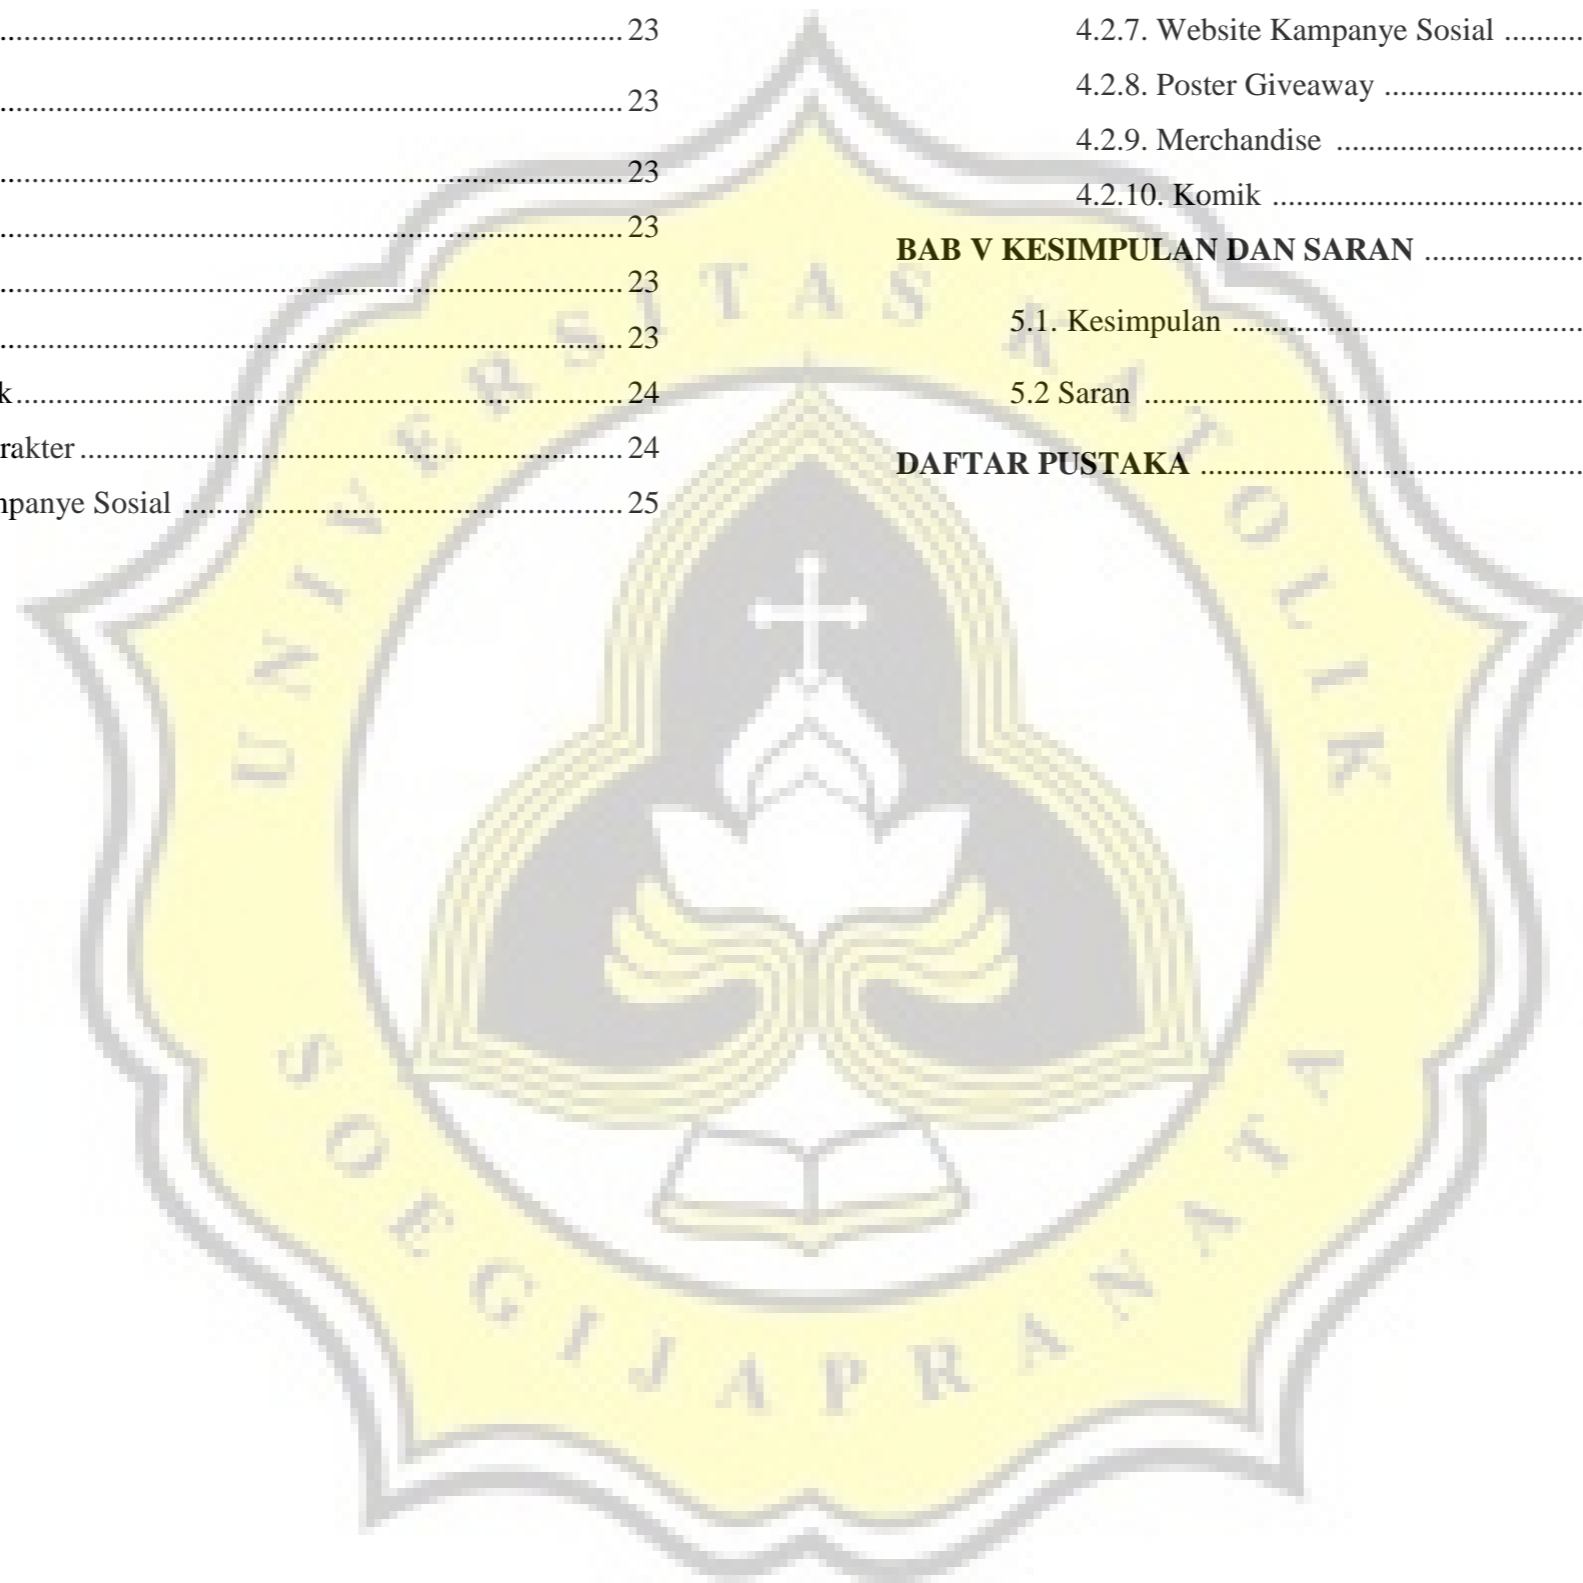 ........ 23
........ 23
........ 23
........ 23
........ 23
........ 23
k ........ 24
rakter ........ 24
npanye Sosial ........ 25
4.2.7. Website Kampanye Sosial ........
4.2.8. Poster Giveaway ........
4.2.9. Merchandise ........
4.2.10. Komik ........
BAB V KESIMPULAN DAN SARAN ........
5.1. Kesimpulan ........
5.2 Saran ........
DAFTAR PUSTAKA ........
UNIVERSITAS KATOLIK
SOEGIJAPRANATA